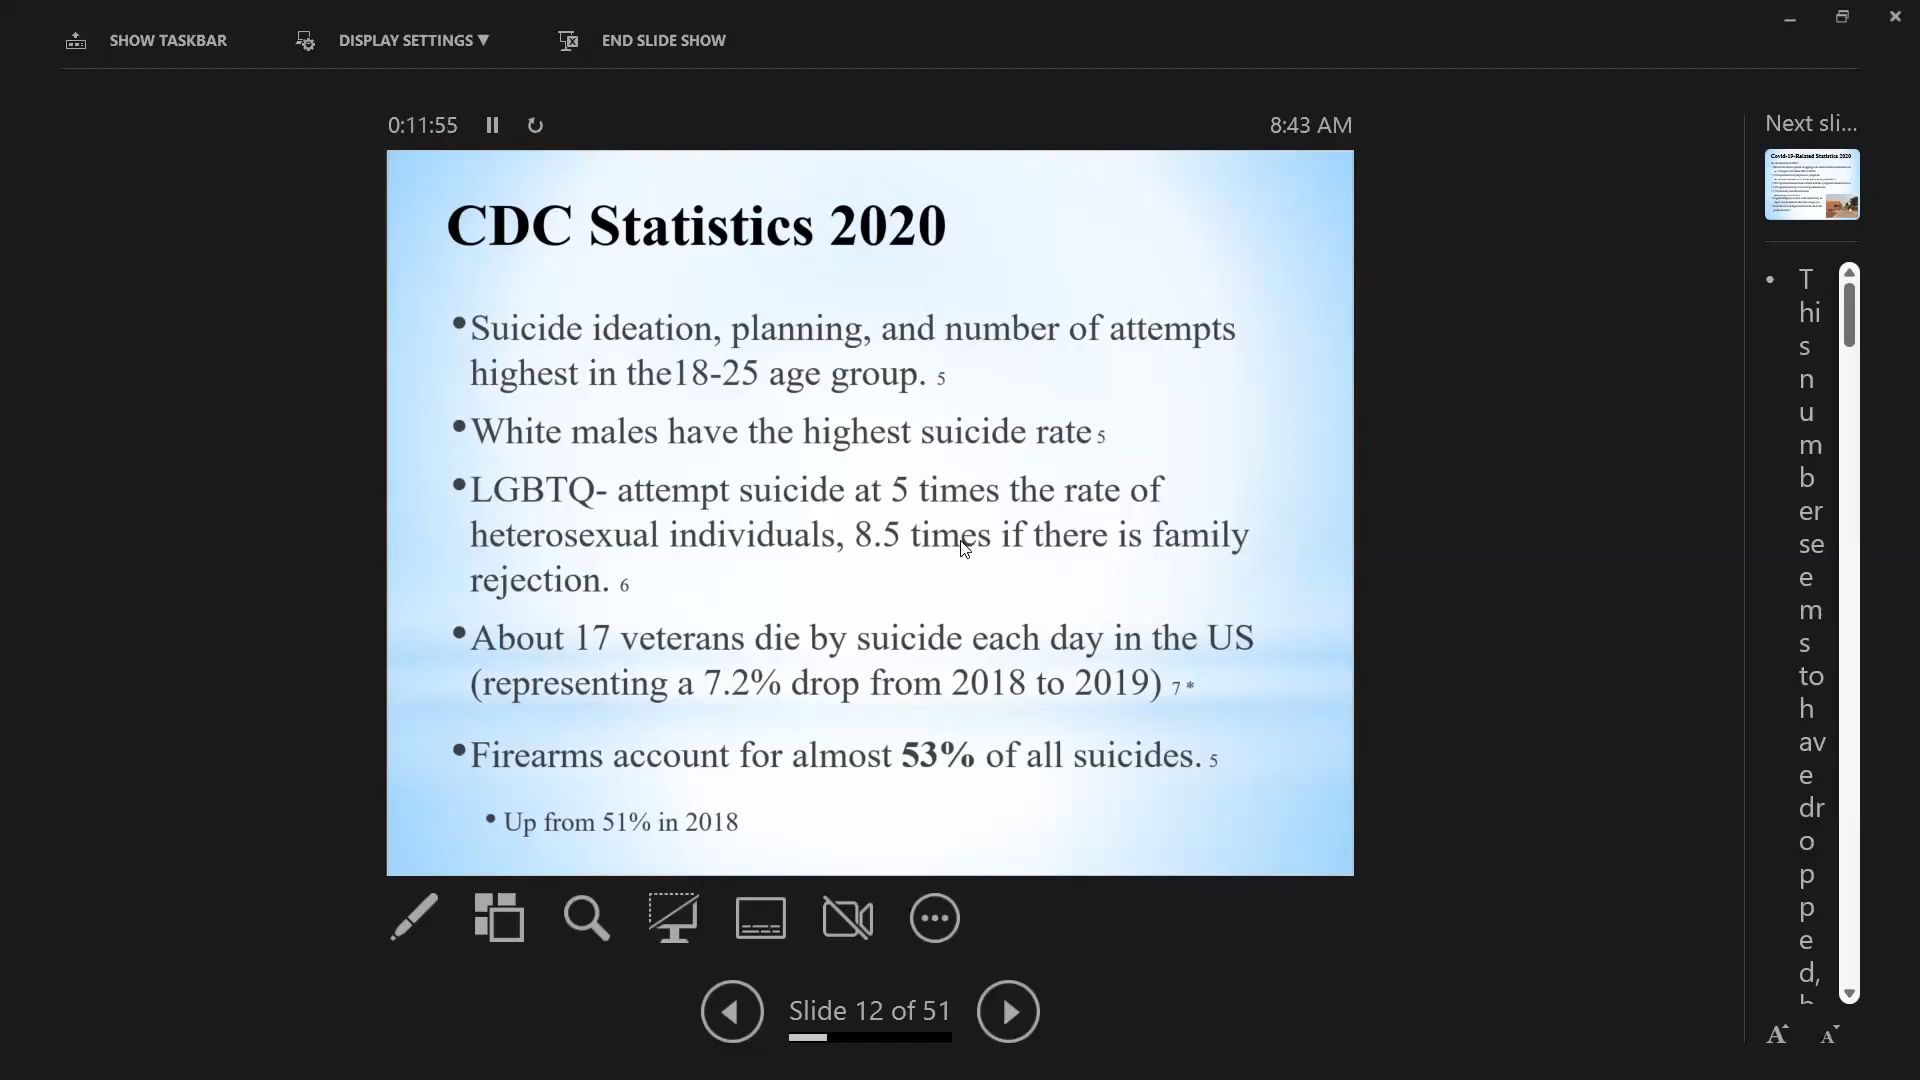 SHOW TASKBAR
DISPLAY SETTINGS ▼
END SLIDE SHOW
0:11:55
8:43 AM
Next sli...
CDC Statistics 2020
•Suicide ideation, planning, and number of attempts
highest in the18-25 age group. 5
•White males have the highest suicide rate 5
•LGBTQ- attempt suicide at 5 times the rate of
heterosexual individuals, 8.5 times if there is family
rejection. 6
•About 17 veterans die by suicide each day in the US
(representing a 7.2% drop from 2018 to 2019) 7 *
•Firearms account for almost 53% of all suicides. 5
• Up from 51% in 2018
Covid-19-Related Statistics 2020
• T
hi
s
n
u
m
b
er
se
e
m
s
to
h
av
e
dr
o
p
p
e
d,
Slide 12 of 51
A
A